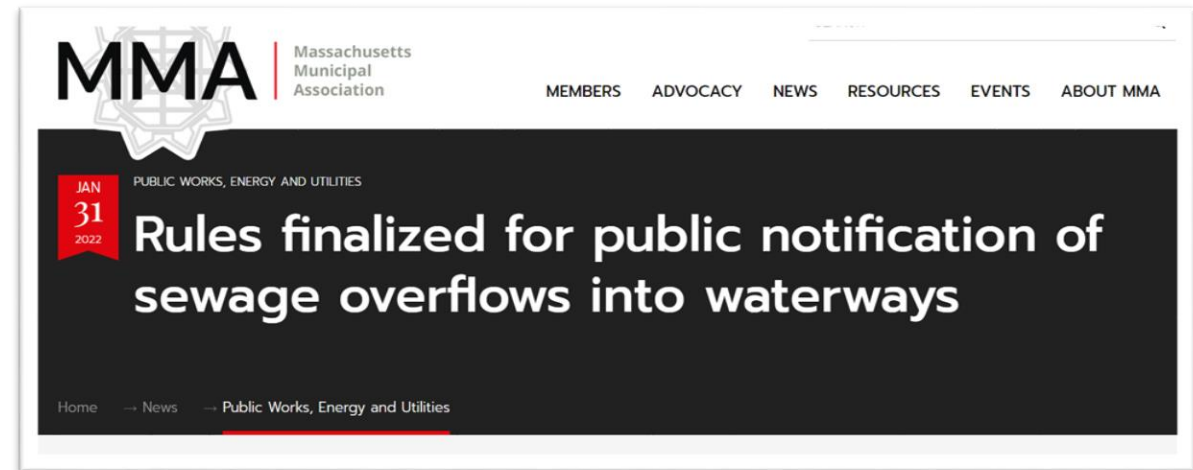 MMA
Massachusetts
Municipal
Association
MEMBERS ADVOCACY NEWS RESOURCES EVENTS ABOUT MMA
JAN
31
2022
PUBLIC WORKS, ENERGY AND UTILITIES
Rules finalized for public notification of
sewage overflows into waterways
Home → News → Public Works, Energy and Utilities